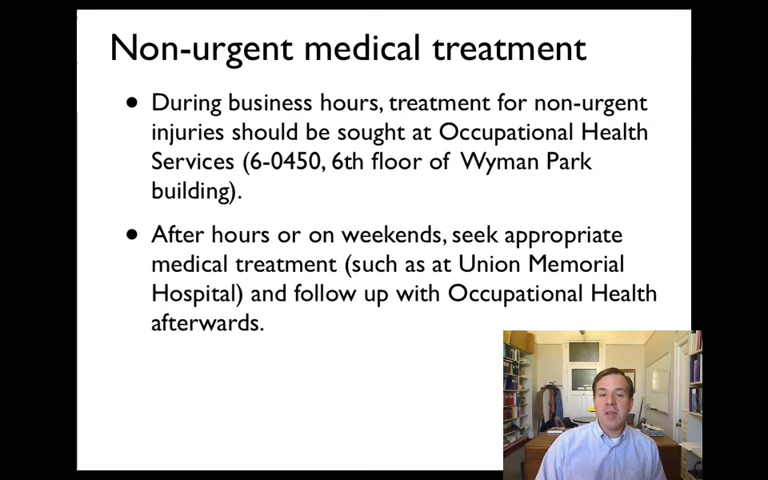 Non-urgent medical treatment
• During business hours, treatment for non-urgent
injuries should be sought at Occupational Health
Services (6-0450, 6th floor of Wyman Park
building).
• After hours or on weekends, seek appropriate
medical treatment (such as at Union Memorial
Hospital) and follow up with Occupational Health
afterwards.